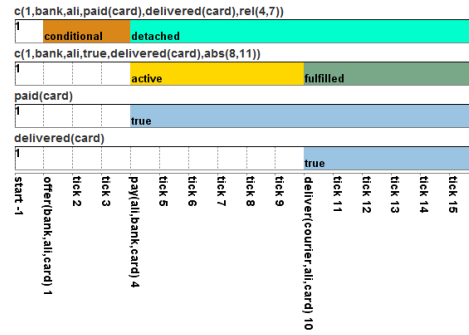 c(1,bank,ali,paid(card),delivered(card),rel(4,7))
1
conditional detached
c(1,bank,ali,true,delivered(card),abs(8,11))
1
active fulfilled
paid(card)
1
true
delivered(card)
1
true
start -1
offer(bank,ali,card) 1
tick 2
tick 3
pay(ali,bank,card) 4
tick 5
tick 6
tick 7
tick 8
tick 9
deliver(courier,ali,card) 10
tick 11
tick 12
tick 13
tick 14
tick 15